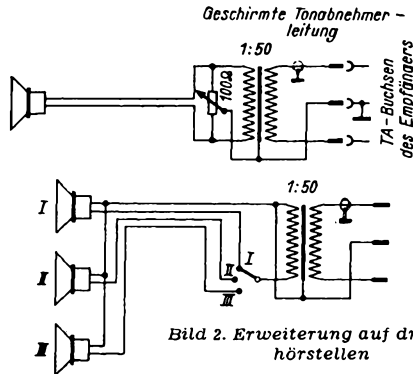 Geschirmte Tonabnehmer-
leitung
1:50
100Ω
TA-Buchsen
des Empfängers
1:50
I
I
II
II
III
III
Bild 2. Erweiterung auf
hörstellen